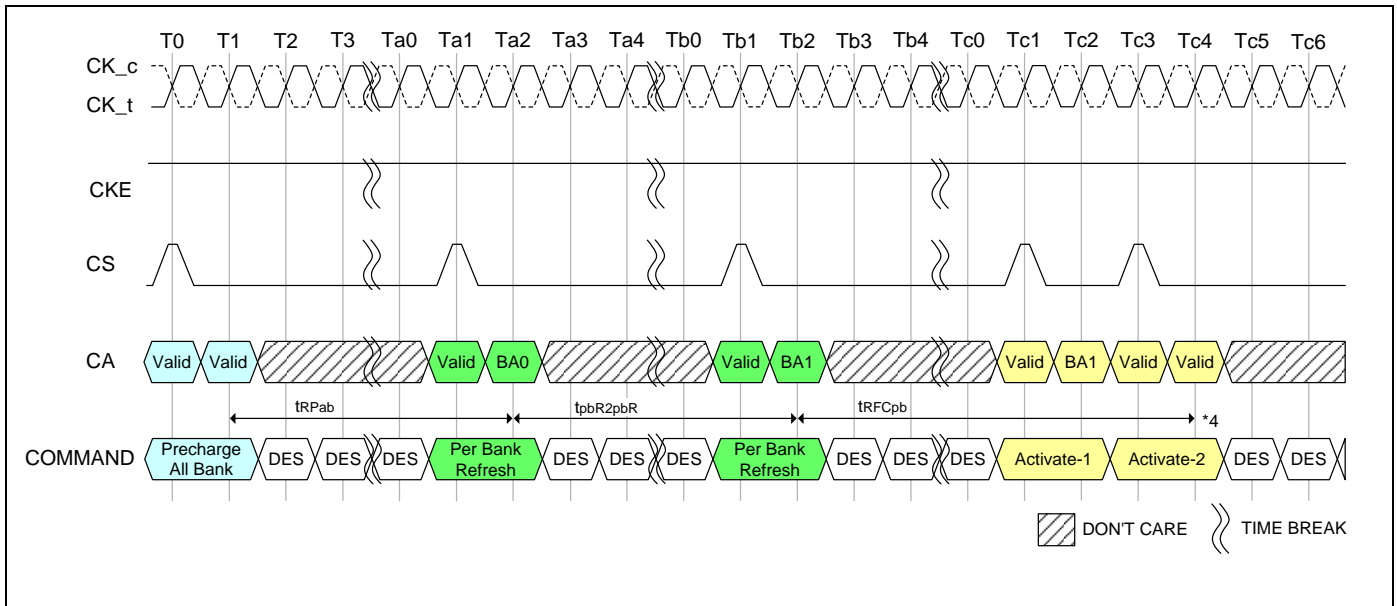 T0 T1 T2 T3 Ta0 Ta1 Ta2 Ta3 Ta4 Tb0 Tb1 Tb2 Tb3 Tb4 Tc0 Tc1 Tc2 Tc3 Tc4 Tc5 Tc6
CK_c
CK_t
CKE
CS
CA Valid Valid Valid BA0 Valid BA1 Valid BA1 Valid Valid
tRPab tpbR2pbR tRFCpb *4
COMMAND Precharge All Bank DES DES DES Per Bank Refresh DES DES DES Per Bank Refresh DES DES DES Activate-1 Activate-2 DES DES
DON'T CARE TIME BREAK